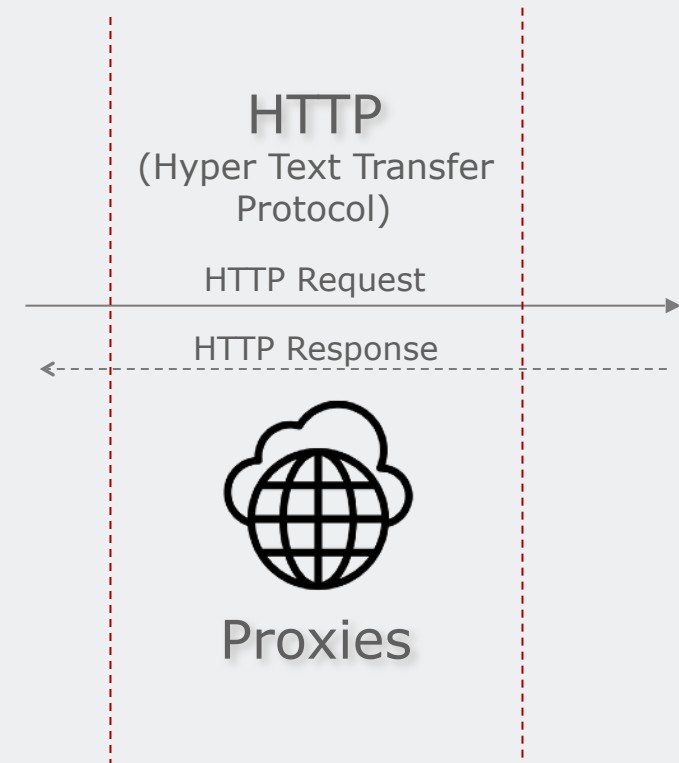 HTTP
(Hyper Text Transfer
Protocol)
HTTP Request
HTTP Response
Proxies